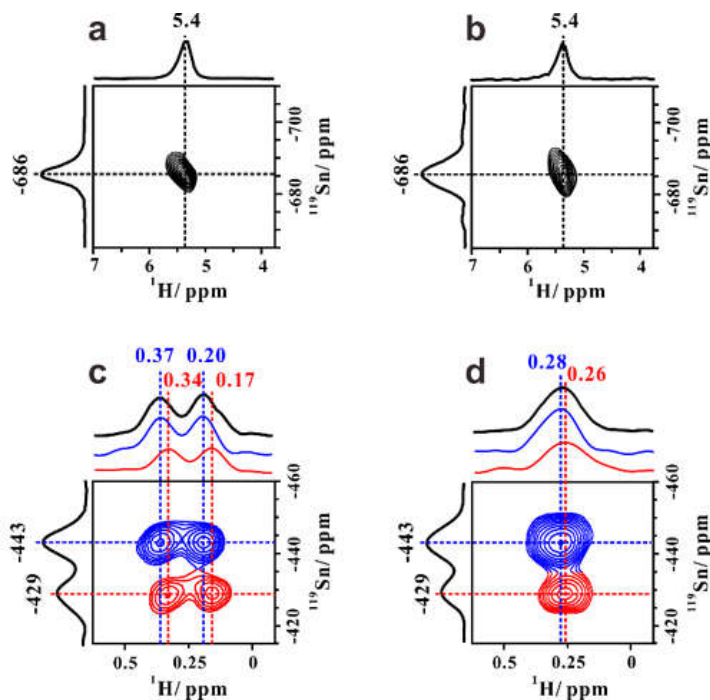 a
5.4
-686
-700
-680
119Sn/ ppm
7 6 5 4
1H/ ppm
b
5.4
-686
-700
-680
119Sn/ ppm
7 6 5 4
1H/ ppm
c
0.37 0.20
0.34 0.17
-443
-429
-460
-440
-420
119Sn/ ppm
0.5 0.25 0
1H/ ppm
d
0.28
0.26
-443
-429
-460
-440
-420
119Sn/ ppm
0.5 0.25 0
1H/ ppm